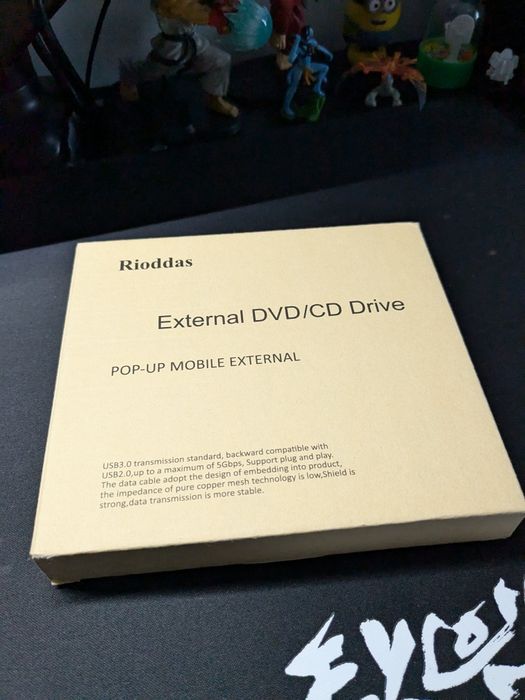 Rioddas
External DVD/CD Drive
POP-UP MOBILE EXTERNAL
USB3.0 transmission standard, backward compatible with
USB2.0,up to a maximum of 5Gbps, Support plug and play.
The data cable adopt the design of embedding into product,
the impedance of pure copper mesh technology is low,Shield is
strong,data transmission is more stable.